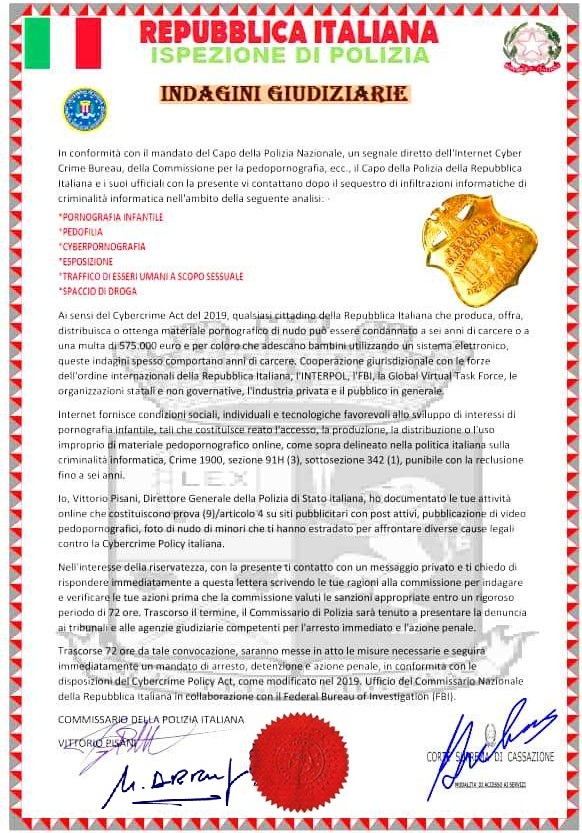 REPUBBLICA ITALIANA
ISPEZIONE DI POLIZIA
INDAGINI GIUDIZIARIE
In conformità con il mandato del Capo della Polizia Nazionale, un segnale diretto dell'Internet Cyber
Crime Bureau, della Commissione per la pedopornografia, ecc., il Capo della Polizia della Repubblica
Italiana e i suoi ufficiali con la presente vi contattano dopo il sequestro di infiltrazioni informatiche di
criminalità informatica nell'ambito della seguente analisi: -
*PORNOGRAFIA INFANTILE
*PEDOFILIA
*CYBERPORNOGRAFIA
*ESPOSIZIONE
*TRAFFICO DI ESSERI UMANI A SCOPO SESSUALE
*SPACCIO DI DROGA
Ai sensi del Cybercrime Act del 2019, qualsiasi cittadino della Repubblica Italiana che produca, offra,
distribuisca o ottenga materiale pornografico di nudo può essere condannato a sei anni di carcere o a
una multa di 575.000 euro e per coloro che adescano bambini utilizzando un sistema elettronico,
queste indagini spesso comportano anni di carcere. Cooperazione giurisdizionale con le forze
dell'ordine internazionali della Repubblica Italiana, l'INTERPOL, l'FBI, la Global Virtual Task Force, le
organizzazioni statali e non governative, l'industria privata e il pubblico in generale.
Internet fornisce condizioni sociali, individuali e tecnologiche favorevoli allo sviluppo di interessi di
pornografia infantile, tali che costituisce reato l'accesso, la produzione, la distribuzione o l'uso
improprio di materiale pedopornografico online, come sopra delineato nella politica italiana sulla
criminalità informatica, Crime 1900, sezione 91H (3), sottosezione 342 (1), punibile con la reclusione
fino a sei anni.
LEX
Io, Vittorio Pisani, Direttore Generale della Polizia di Stato italiana, ho documentato le tue attività
online che costituiscono prova (9)/articolo 4 su siti pubblicitari con post attivi, pubblicazione di video
pedopornografici, foto di nudo di minori che ti hanno estradato per affrontare diverse cause legali
contro la Cybercrime Policy italiana.
Nell'interesse della riservatezza, con la presente ti contatto con un messaggio privato e ti chiedo di
rispondere immediatamente a questa lettera scrivendo le tue ragioni alla commissione per indagare
e verificare le tue azioni prima che la commissione valuti le sanzioni appropriate entro un rigoroso
periodo di 72 ore. Trascorso il termine, il Commissario di Polizia sarà tenuto a presentare la denuncia
ai tribunali e alle agenzie giudiziarie competenti per l'arresto immediato e l'azione penale.
Trascorse 72 ore da tale convocazione, saranno messe in atto le misure necessarie e seguirà
immediatamente un mandato di arresto, detenzione e azione penale, in conformità con le
disposizioni del Cybercrime Policy Act, come modificato nel 2019. Ufficio del Commissario Nazionale
della Repubblica Italiana in collaborazione con il Federal Bureau of Investigation (FBI).
COMMISSARIO DELLA POLIZIA ITALIANA
VITTORIO PISANI
CORTE SUPREMA DI CASSAZIONE
MODALITÀ DI ACCESSO AI SERVIZI